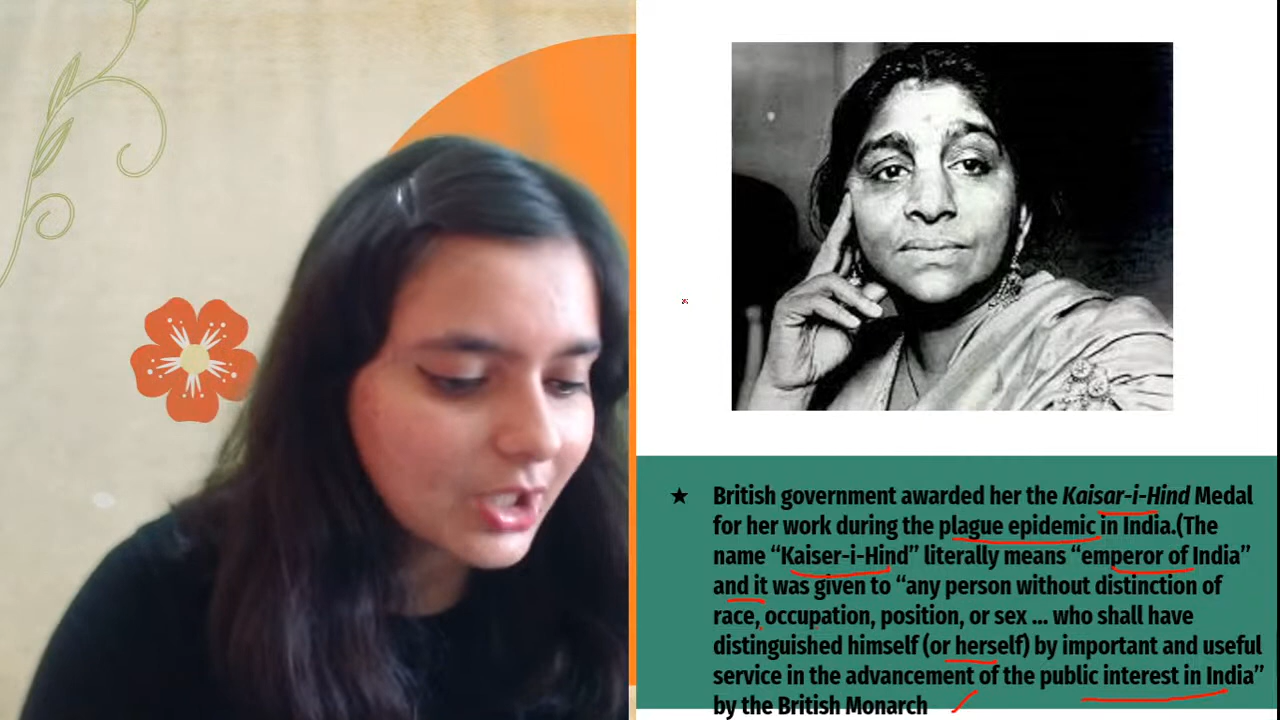 ★ British government awarded her the Kaisar-i-Hind Medal
for her work during the plague epidemic in India.(The
name “Kaiser-i-Hind” literally means “emperor of India”
and it was given to “any person without distinction of
race, occupation, position, or sex ... who shall have
distinguished himself (or herself) by important and useful
service in the advancement of the public interest in India”
by the British Monarch